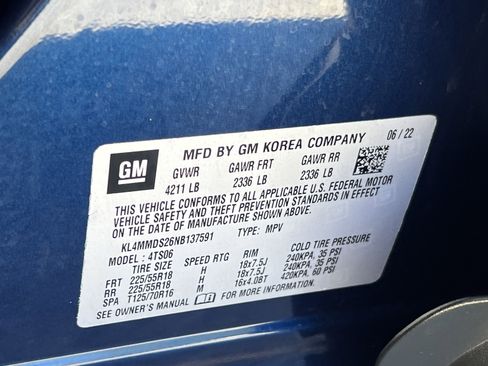 MFD BY GM KOREA COMPANY 06 / 22
GM
GVWR GAWR FRT GAWR RR
4211 LB 2336 LB 2336 LB
THIS VEHICLE CONFORMS TO ALL APPLICABLE U.S. FEDERAL MOTOR
VEHICLE SAFETY AND THEFT PREVENTION STANDARDS IN EFFECT
ON THE DATE OF MANUFACTURE SHOWN ABOVE.
KL4MMDS26NB137591 TYPE: MPV
MODEL: 4TS06
TIRE SIZE SPEED RTG RIM COLD TIRE PRESSURE
FRT 225/55R18 H 18x7.5J 240KPA, 35 PSI
RR 225/55R18 H 18x7.5J 240KPA, 35 PSI
SPA T125/70R16 M 16x4.0BT 420KPA, 60 PSI
SEE OWNER'S MANUAL FOR MORE INFORMATION.